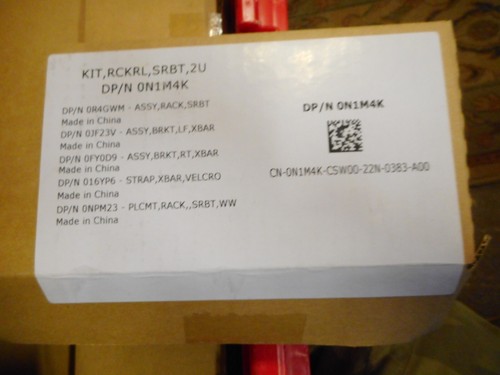 KIT,RCKRL,SRBT,2U
DP/N 0N1M4K
DP/N 0R4GWM - ASSY,RACK,SRBT
Made in China
DP/N 0JF23V - ASSY,BRKT,LF,XBAR
Made in China
DP/N 0FY0D9 - ASSY,BRKT,RT,XBAR
Made in China
DP/N 016YP6 - STRAP,XBAR,VELCRO
Made in China
DP/N 0NPM23 - PLCMT,RACK,,SRBT,WW
Made in China
DP/N 0N1M4K
CN-0N1M4K-CSW00-22N-0383-A00